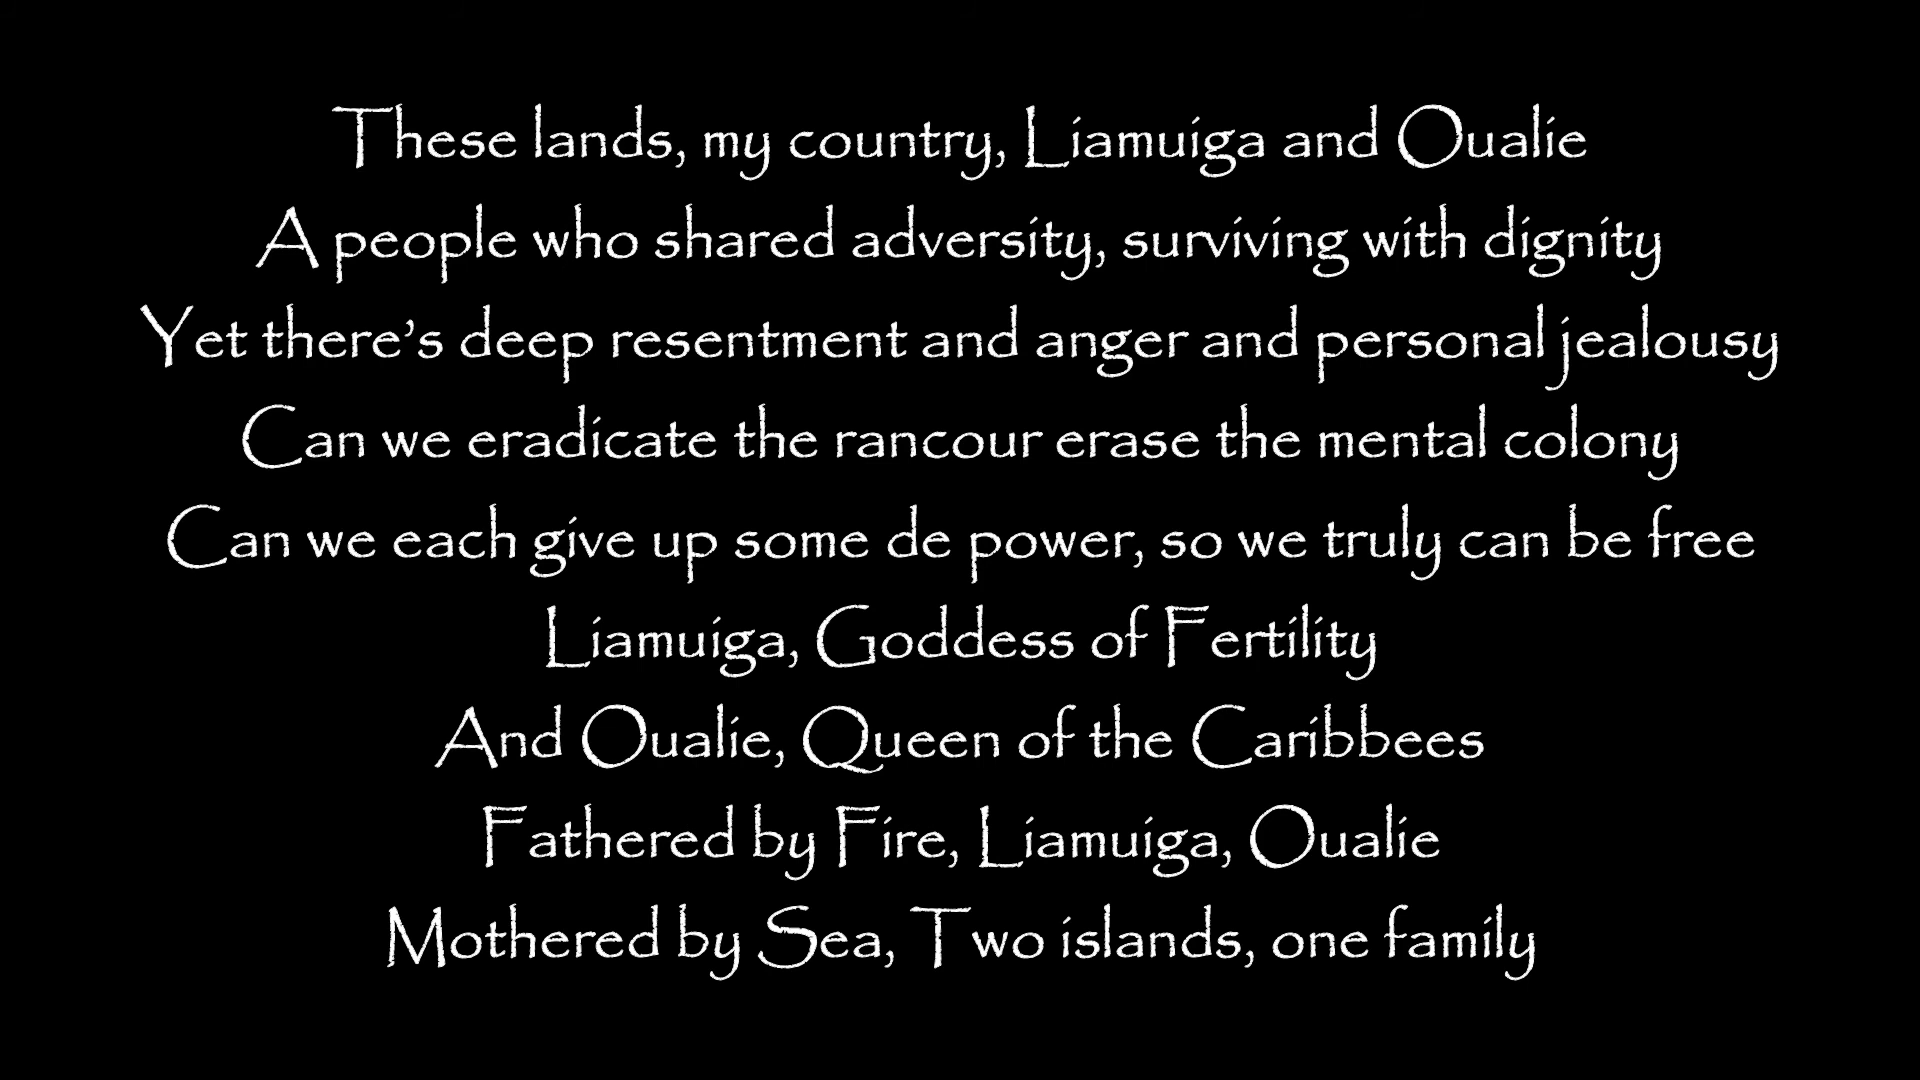 These lands, my country, Liamuiga and Oualie
A people who shared adversity, surviving with dignity
Yet there’s deep resentment and anger and personal jealousy
Can we eradicate the rancour erase the mental colony
Can we each give up some de power, so we truly can be free
Liamuiga, Goddess of Fertility
And Oualie, Queen of the Caribbees
Fathered by Fire, Liamuiga, Oualie
Mothered by Sea, Two islands, one family